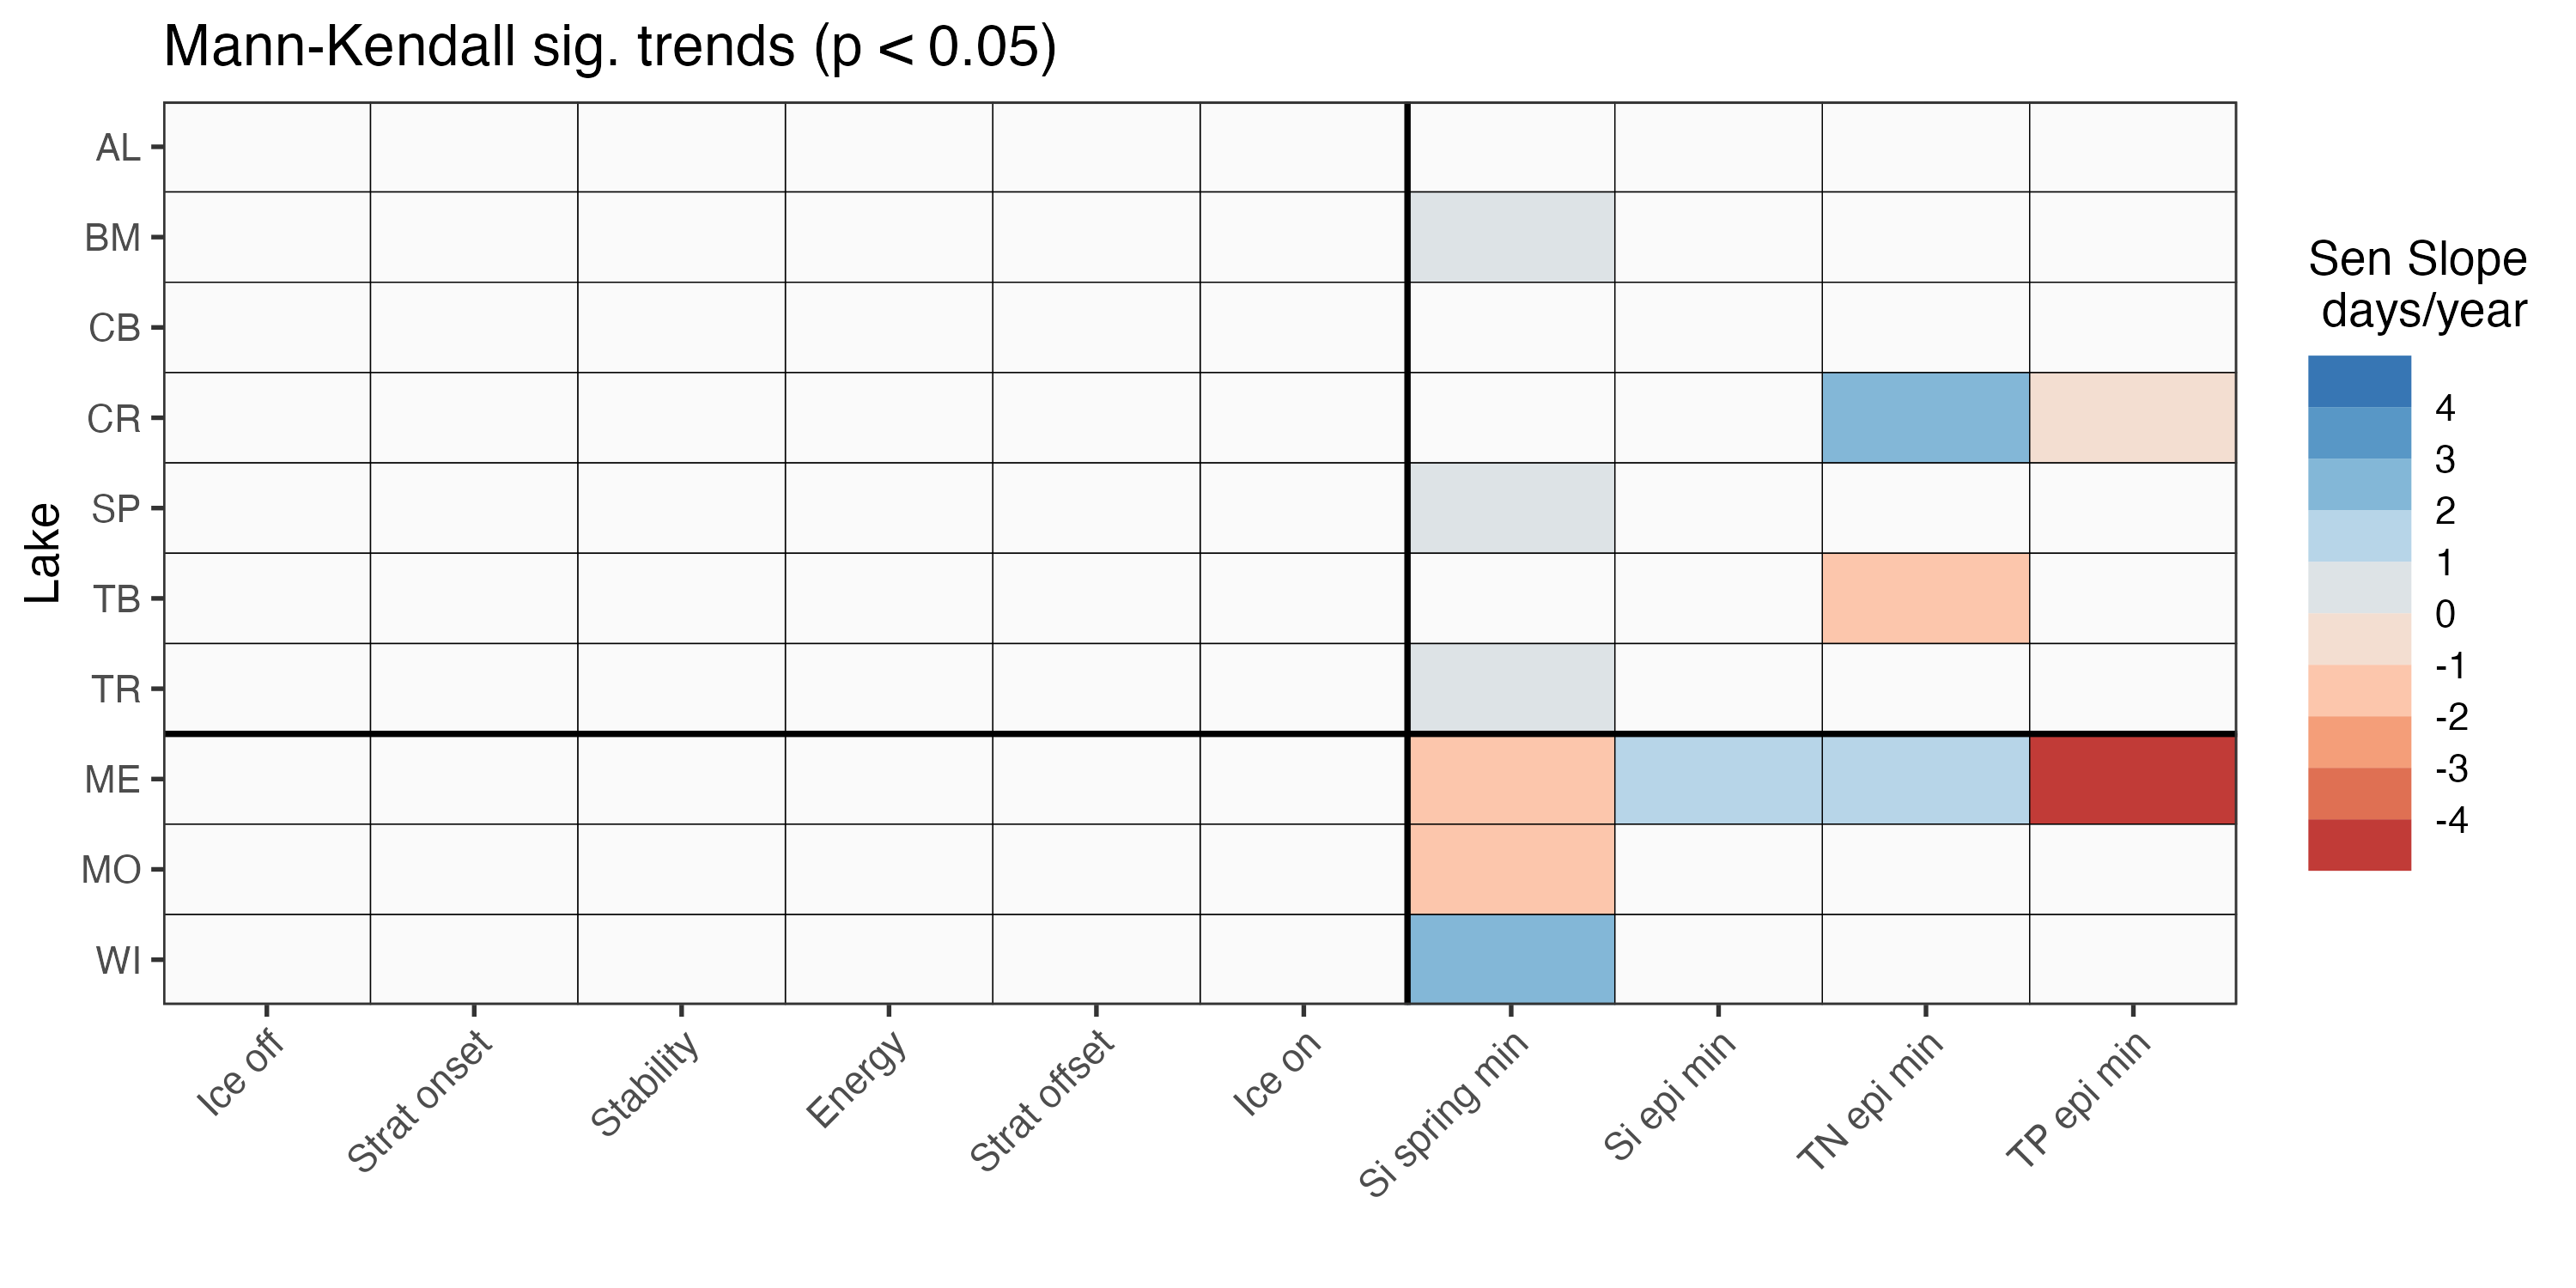 Mann-Kendall sig. trends (p < 0.05)
Lake
AL
BM
CB
CR
SP
TB
TR
ME
MO
WI
Ice off
Strat onset
Stability
Energy
Strat offset
Ice on
Si spring min
Si epi min
TN epi min
TP epi min
Sen Slope
days/year
4
3
2
1
0
-1
-2
-3
-4